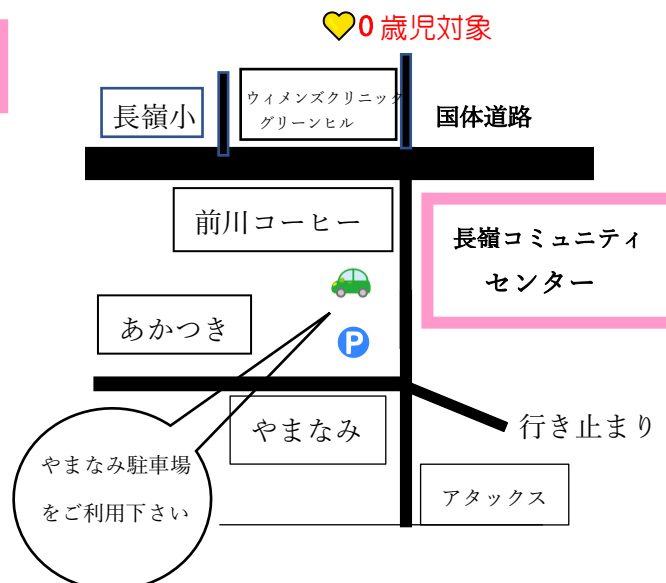 0歳児対象
ウィメンズクリニック
グリーンヒル
長嶺小
国体道路
前川コーヒー
長嶺コミュニティ
センター
あかつき
P
やまなみ
行き止まり
やまなみ駐車場
をご利用下さい
アタックス